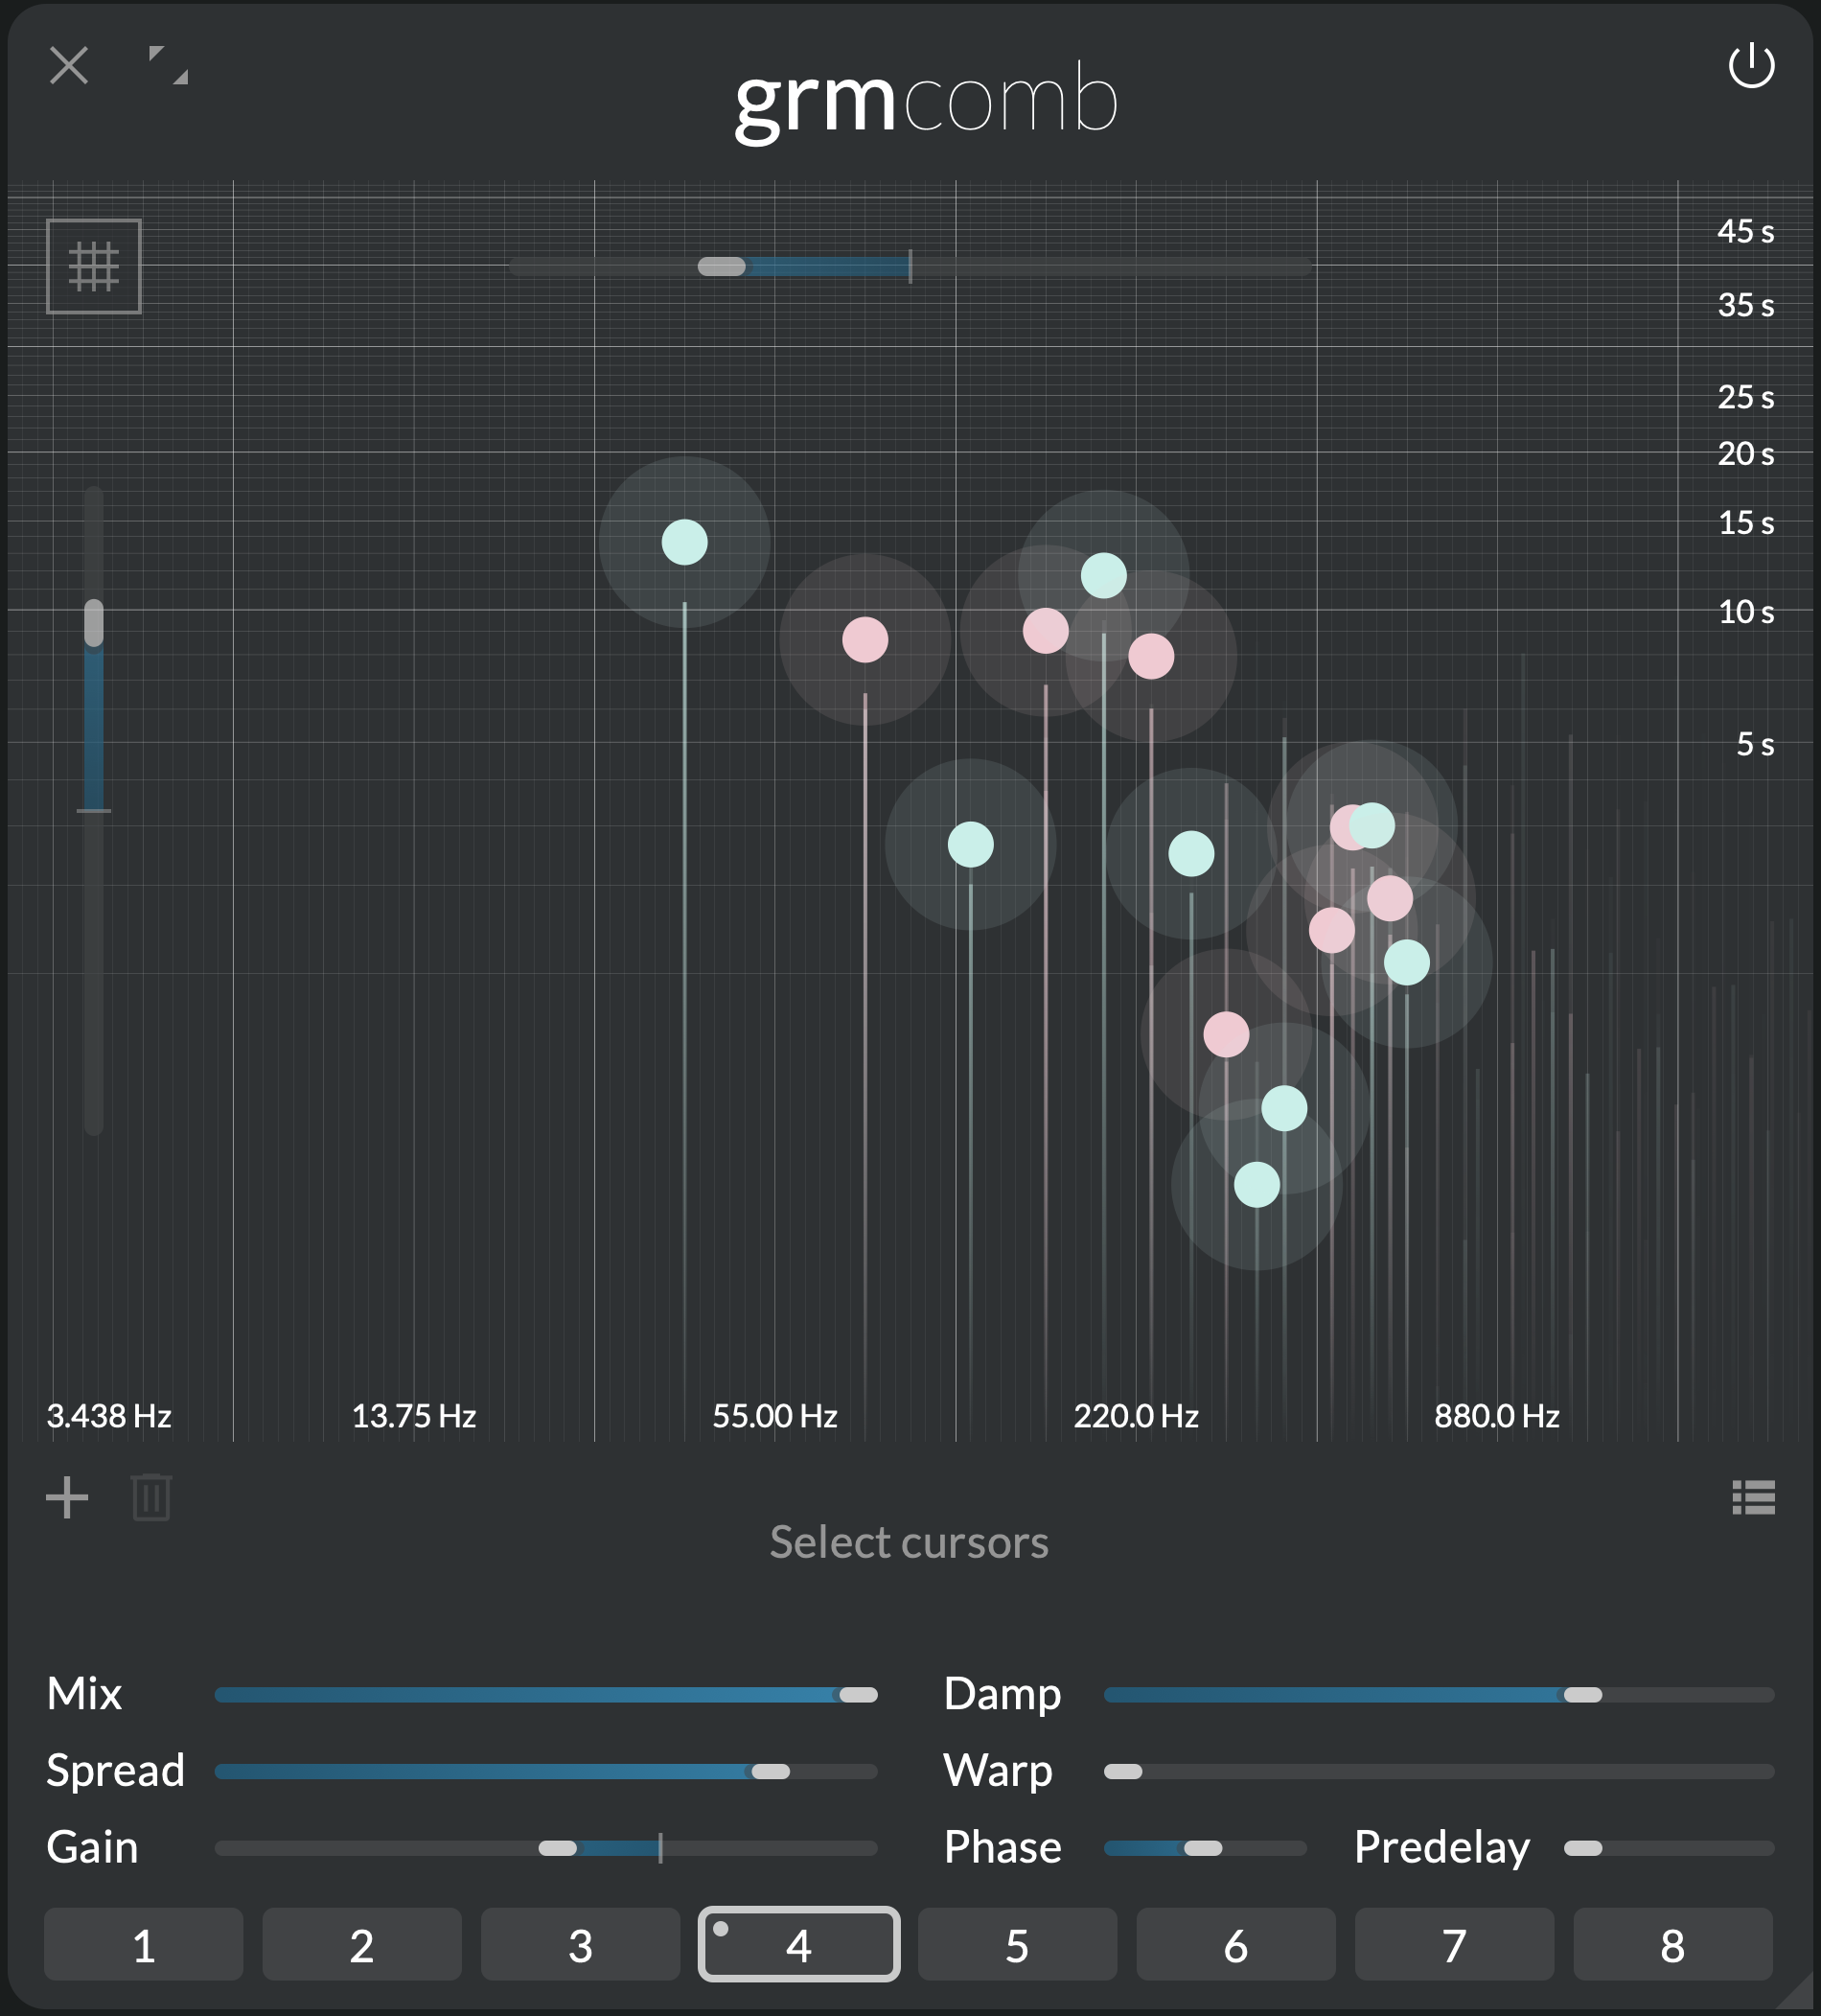 grmcomb
45 s
35 s
25 s
20 s
15 s
10 s
5 s
3.438 Hz 13.75 Hz 55.00 Hz 220.0 Hz 880.0 Hz
Select cursors
Mix Damp
Spread Warp
Gain Phase Predelay
1 2 3 4 5 6 7 8